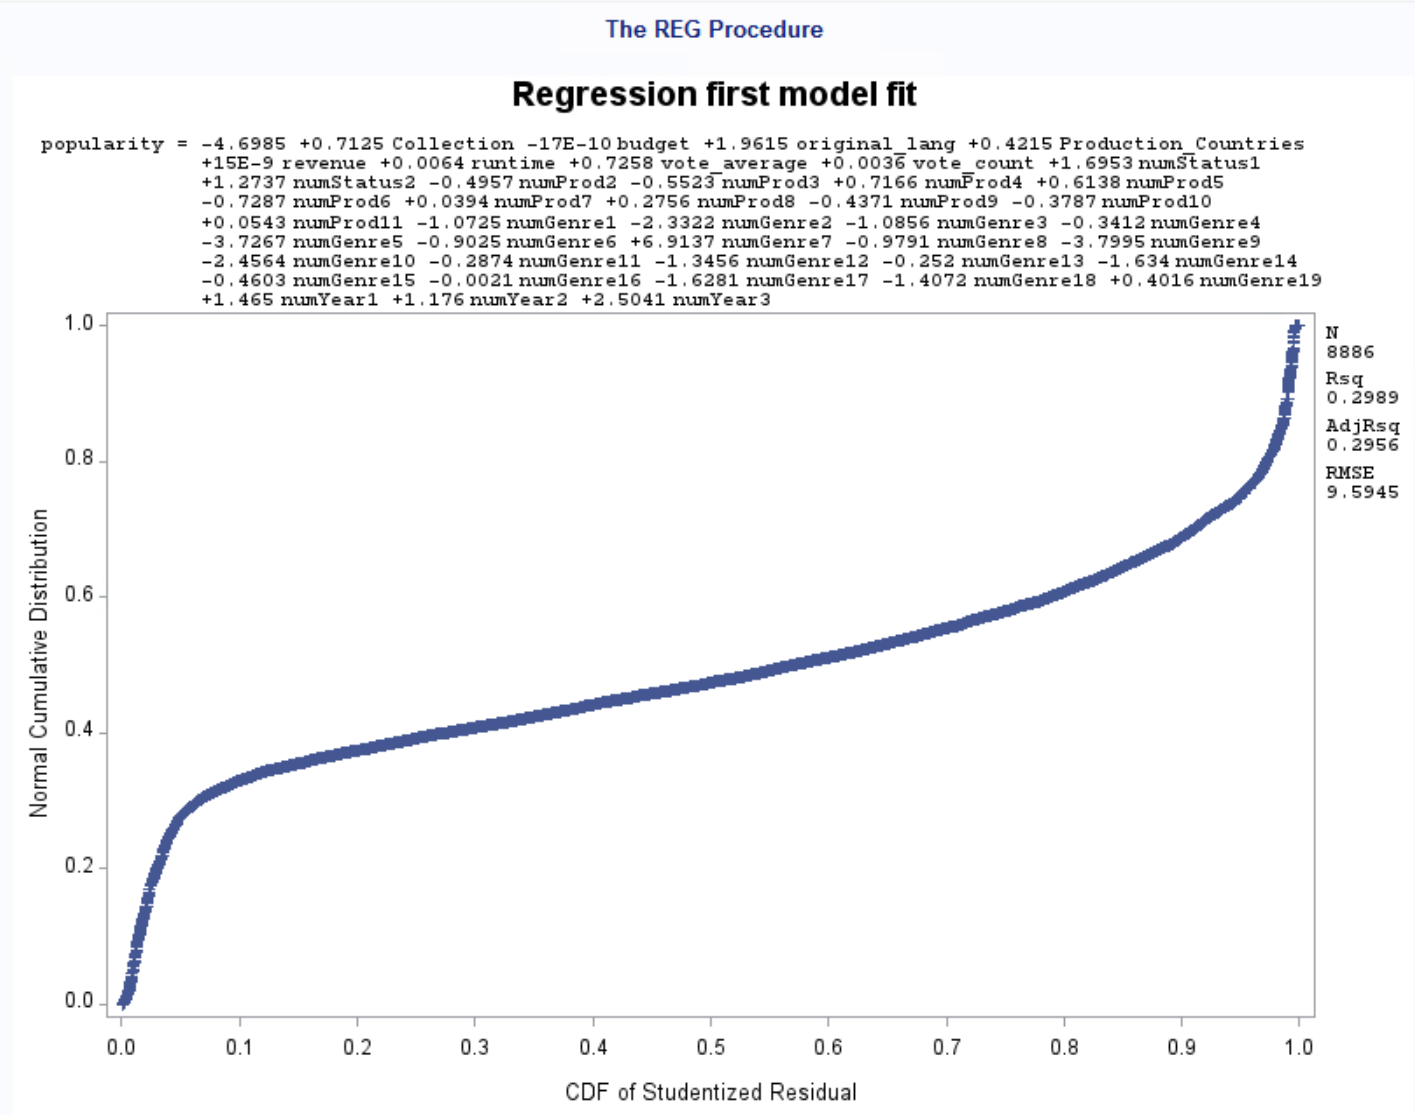 The REG Procedure
Regression first model fit
popularity = -4.6985 +0.7125 Collection -17E-10 budget +1.9615 original_lang +0.4215 Production_Countries
+15E-9 revenue +0.0064 runtime +0.7258 vote_average +0.0036 vote_count +1.6953 numStatus1
+1.2737 numStatus2 -0.4957 numProd2 -0.5523 numProd3 +0.7166 numProd4 +0.6138 numProd5
-0.7287 numProd6 +0.0394 numProd7 +0.2756 numProd8 -0.4371 numProd9 -0.3787 numProd10
+0.0543 numProd11 -1.0725 numGenre1 -2.3322 numGenre2 -1.0856 numGenre3 -0.3412 numGenre4
-3.7267 numGenre5 -0.9025 numGenre6 +6.9137 numGenre7 -0.9791 numGenre8 -3.7995 numGenre9
-2.4564 numGenre10 -0.2874 numGenre11 -1.3456 numGenre12 -0.252 numGenre13 -1.634 numGenre14
-0.4603 numGenre15 -0.0021 numGenre16 -1.6281 numGenre17 -1.4072 numGenre18 +0.4016 numGenre19
+1.465 numYear1 +1.176 numYear2 +2.5041 numYear3
1.0
0.8
0.6
0.4
0.2
0.0
Normal Cumulative Distribution
N
8886
Rsq
0.2989
AdjRsq
0.2956
RMSE
9.5945
0.0 0.1 0.2 0.3 0.4 0.5 0.6 0.7 0.8 0.9 1.0
CDF of Studentized Residual